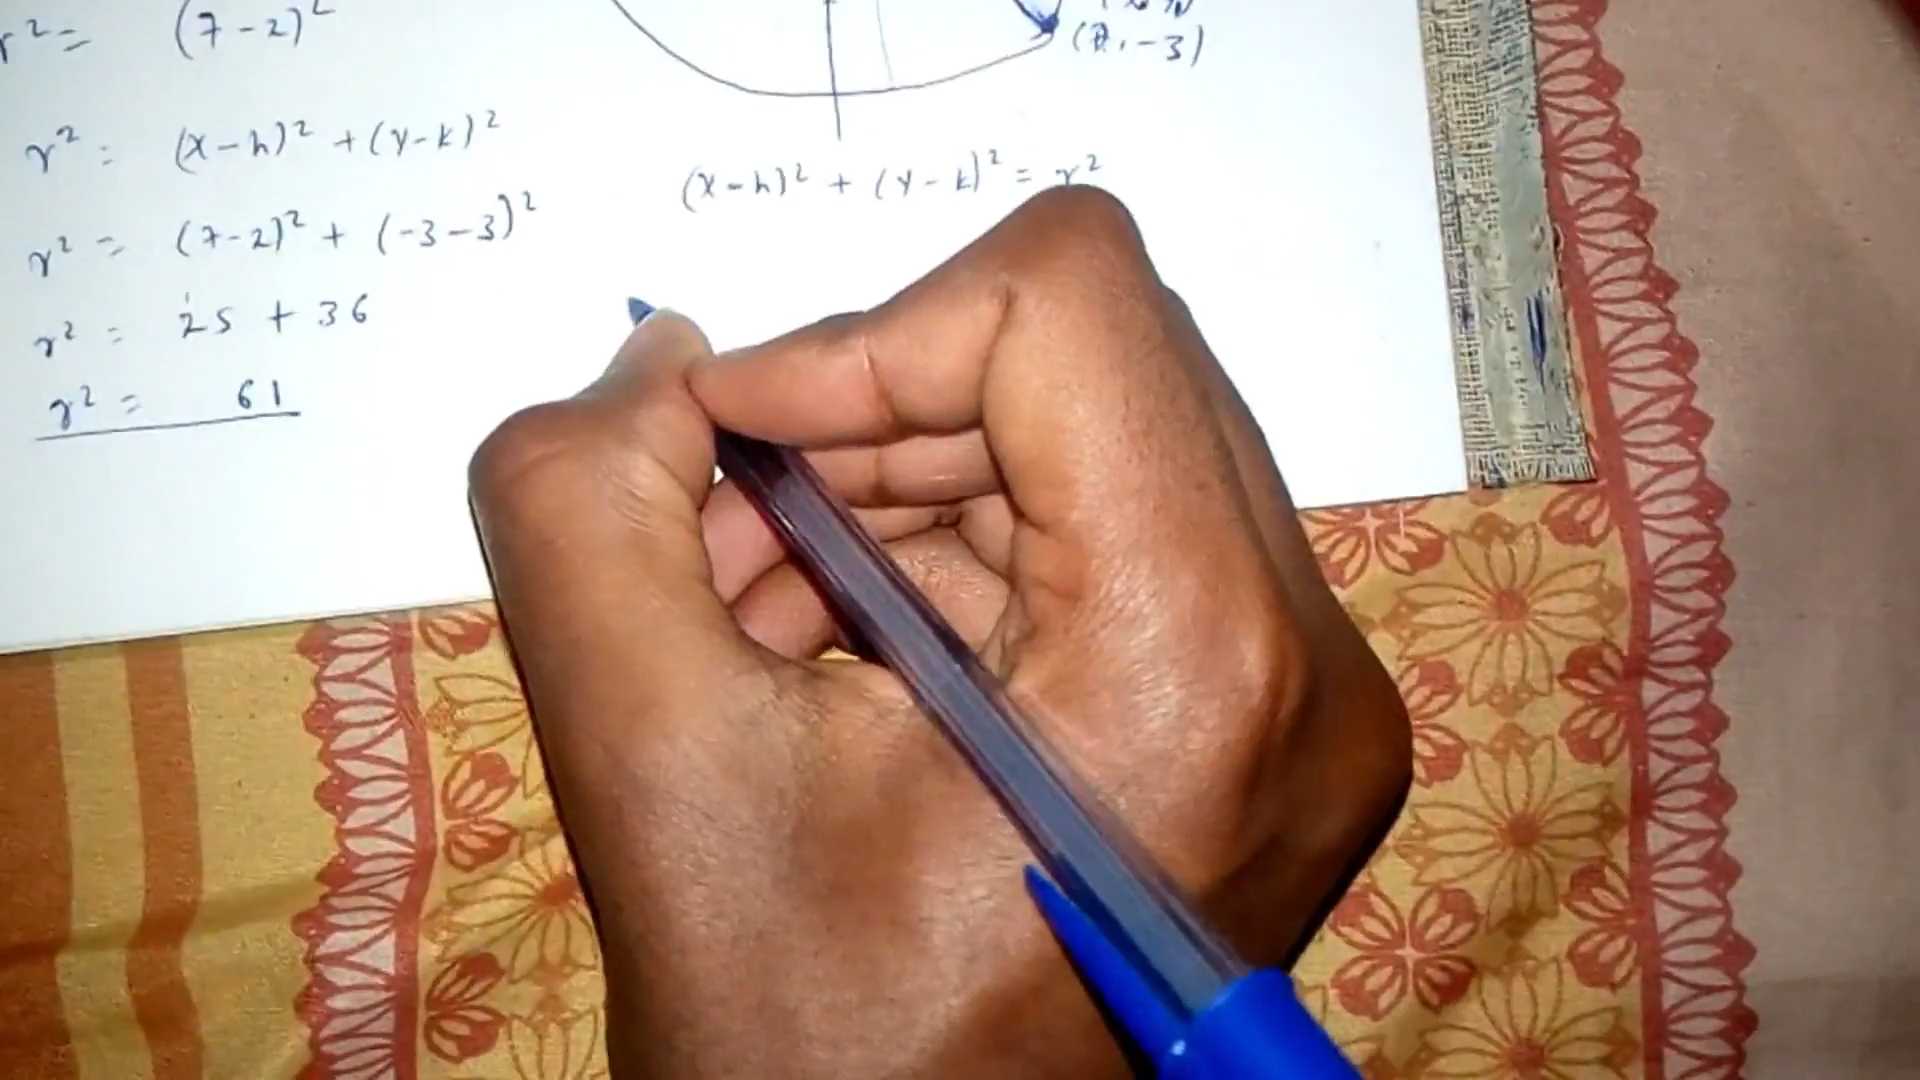 r² = (7-2)²
(7, -3)
r² = (x-h)² + (y-k)²
r² = (7-2)² + (-3-3)²
r² = 25 + 36
r² = 61
(x-h)² + (y-k)² = r²